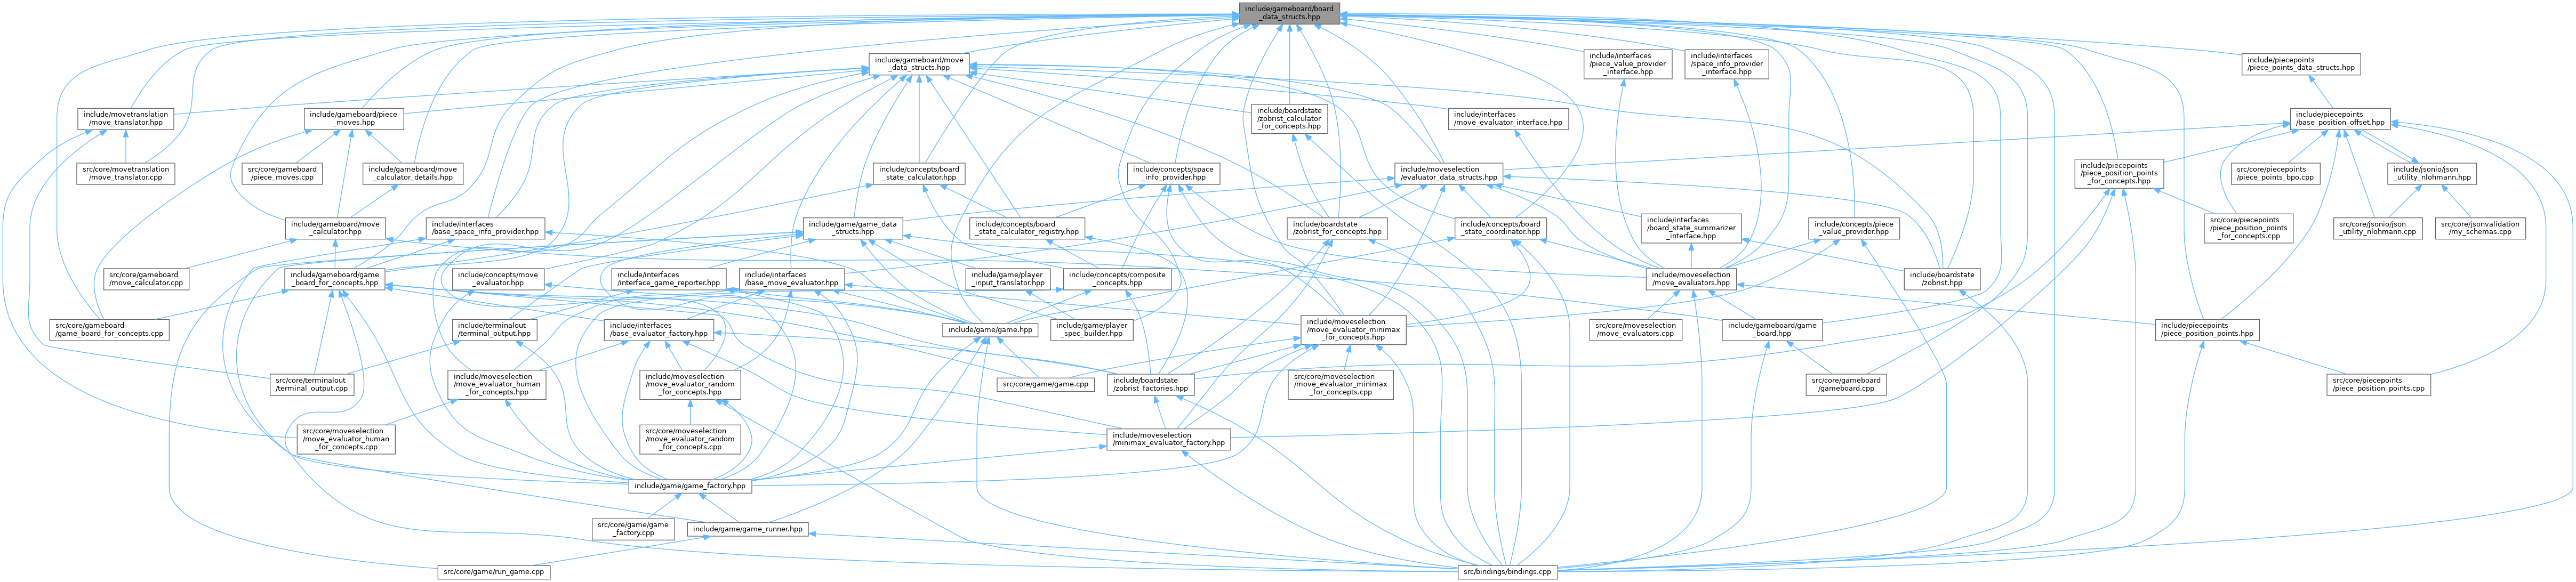 include/gameboard/board
_data_structs.hpp
include/gameboard/move
_data_structs.hpp
include/interfaces
/piece_value_provider
_interface.hpp
include/interfaces
/space_info_provider
_interface.hpp
include/piecepoints
/piece_points_data_structs.hpp
include/movetranslation
/move_translator.hpp
include/gameboard/piece
_moves.hpp
include/boardstate
/zobrist_calculator
_for_concepts.hpp
include/interfaces
/move_evaluator_interface.hpp
include/piecepoints
/base_position_offset.hpp
src/core/movetranslation
/move_translator.cpp
src/core/gameboard
/piece_moves.cpp
include/gameboard/move
_calculator_details.hpp
include/concepts/board
_state_calculator.hpp
include/concepts/space
_info_provider.hpp
include/moveselection
/evaluator_data_structs.hpp
include/piecepoints
/piece_position_points
_for_concepts.hpp
src/core/piecepoints
/piece_points_bpo.cpp
include/jsonio/json
_utility_nlohmann.hpp
include/gameboard/move
_calculator.hpp
include/interfaces
/base_space_info_provider.hpp
include/game/game_data
_structs.hpp
include/concepts/board
_state_calculator_registry.hpp
include/boardstate
/zobrist_for_concepts.hpp
include/concepts/board
_state_coordinator.hpp
include/interfaces
/board_state_summarizer
_interface.hpp
include/concepts/piece
_value_provider.hpp
src/core/piecepoints
/piece_position_points
_for_concepts.cpp
src/core/jsonio/json
_utility_nlohmann.cpp
src/core/jsonvalidation
/my_schemas.cpp
src/core/gameboard
/move_calculator.cpp
include/gameboard/game
_board_for_concepts.hpp
include/concepts/move
_evaluator.hpp
include/interfaces
/interface_game_reporter.hpp
include/interfaces
/base_move_evaluator.hpp
include/game/player
_input_translator.hpp
include/concepts/composite
_concepts.hpp
include/moveselection
/move_evaluators.hpp
include/boardstate
/zobrist.hpp
src/core/gameboard
/game_board_for_concepts.cpp
include/terminalout
/terminal_output.hpp
include/interfaces
/base_evaluator_factory.hpp
include/game/game.hpp
include/game/player
_spec_builder.hpp
include/moveselection
/move_evaluator_minimax
_for_concepts.hpp
src/core/moveselection
/move_evaluators.cpp
include/gameboard/game
_board.hpp
include/piecepoints
/piece_position_points.hpp
src/core/terminalout
/terminal_output.cpp
include/moveselection
/move_evaluator_human
_for_concepts.hpp
include/moveselection
/move_evaluator_random
_for_concepts.hpp
src/core/game/game.cpp
include/boardstate
/zobrist_factories.hpp
src/core/moveselection
/move_evaluator_minimax
_for_concepts.cpp
src/core/gameboard
/gameboard.cpp
src/core/piecepoints
/piece_position_points.cpp
src/core/moveselection
/move_evaluator_human
_for_concepts.cpp
src/core/moveselection
/move_evaluator_random
_for_concepts.cpp
include/moveselection
/minimax_evaluator_factory.hpp
include/game/game_factory.hpp
src/core/game/game
_factory.cpp
include/game/game_runner.hpp
src/core/game/run_game.cpp
src/bindings/bindings.cpp